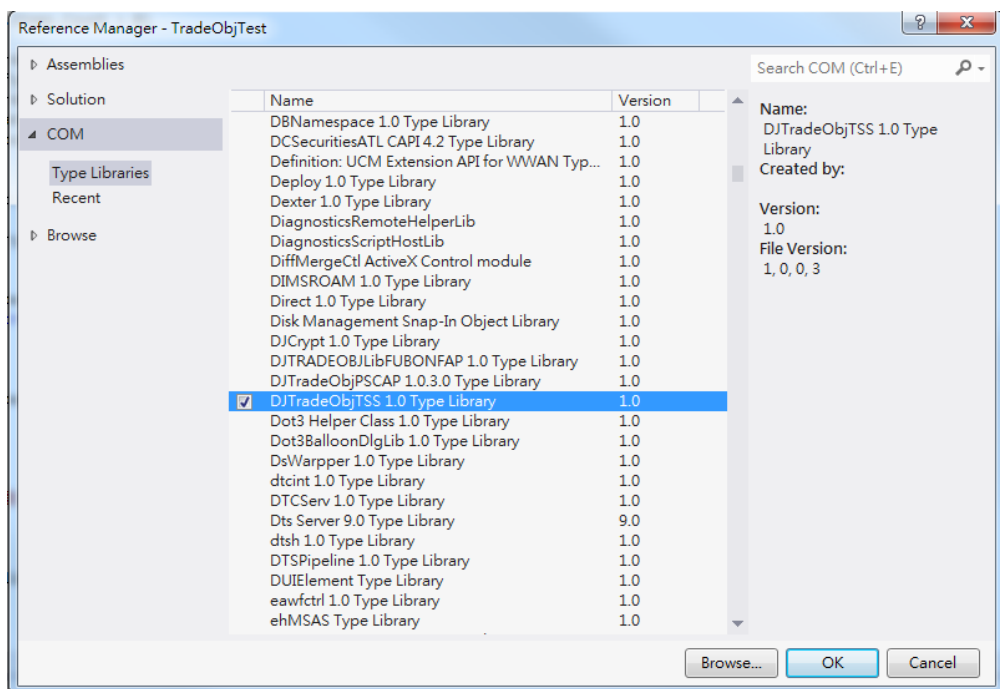 Reference Manager - TradeObjTest
Assemblies
Solution
COM
Type Libraries
Recent
Browse
Name Version
DBNamespace 1.0 Type Library 1.0
DCSecuritiesATL CAPI 4.2 Type Library 1.0
Definition: UCM Extension API for WWAN Typ... 1.0
Deploy 1.0 Type Library 1.0
Dexter 1.0 Type Library 1.0
DiagnosticsRemoteHelperLib 1.0
DiagnosticsScriptHostLib 1.0
DiffMergeCtl ActiveX Control module 1.0
DIMSROAM 1.0 Type Library 1.0
Direct 1.0 Type Library 1.0
Disk Management Snap-In Object Library 1.0
DJCrypt 1.0 Type Library 1.0
DJTRADEOBJLibFUBONFAP 1.0 Type Library 1.0
DJTradeObjPSCAP 1.0.3.0 Type Library 1.0
DJTradeObjTSS 1.0 Type Library 1.0
Dot3 Helper Class 1.0 Type Library 1.0
Dot3BalloonDlgLib 1.0 Type Library 1.0
DsWarpper 1.0 Type Library 1.0
dtcint 1.0 Type Library 1.0
DTCServ 1.0 Type Library 1.0
Dts Server 9.0 Type Library 9.0
dtsh 1.0 Type Library 1.0
DTSPipeline 1.0 Type Library 1.0
DUIElement Type Library 1.0
eawfctrl 1.0 Type Library 1.0
ehMSAS Type Library 1.0
Search COM (Ctrl+E)
Name:
DJTradeObjTSS 1.0 Type
Library
Created by:
Version:
1.0
File Version:
1, 0, 0, 3
Browse... OK Cancel